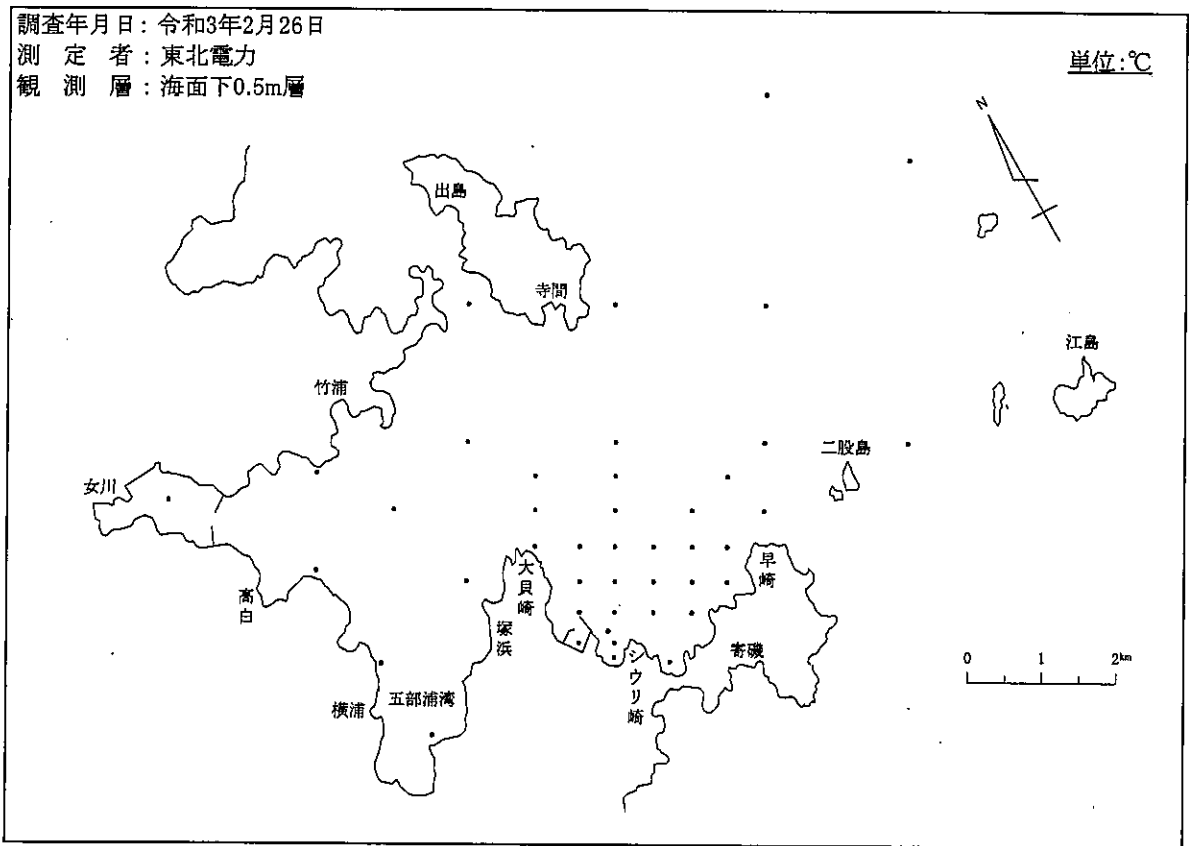 調査年月日：令和3年2月26日
測 定 者：東北電力
観 測 層：海面下0.5m層
単位：℃
N
出島
寺間
江島
竹浦
二股島
女川
早崎
大貝崎
高白
塚浜
シウリ崎
寄磯
横浦
五部浦湾
0 1 2km